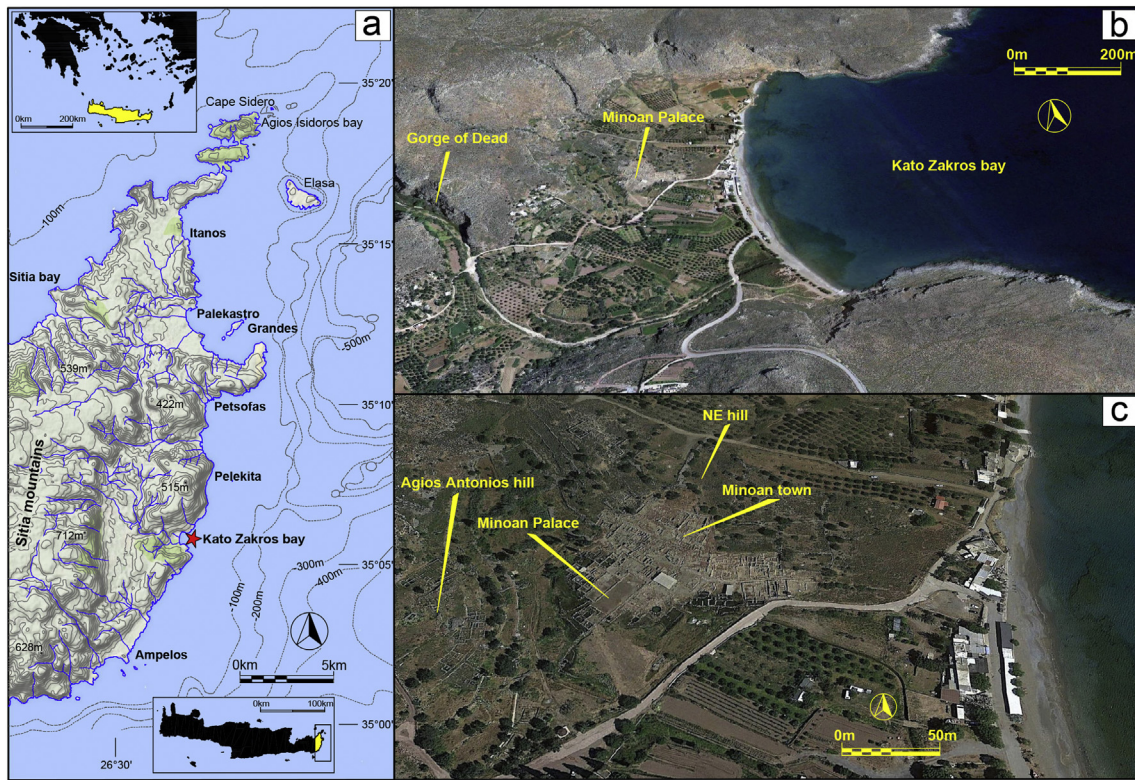 a
0km 200km
Cape Sidero
Agios Isidoros bay
35°20'
Elasa
-100m
Itanos
35°15'
Sitia bay
Palekastro
Grandes
-500m
539m
35°10'
422m
Petsofas
Sitia mountains
Pelekita
515m
712m
Kato Zakros bay
-300m
-400m
35°05'
-100m
-200m
628m
Ampelos
0km 5km
0km 100km
35°00'
26°30'
b
0m 200m
Minoan Palace
Gorge of Dead
Kato Zakros bay
c
NE hill
Agios Antonios hill
Minoan town
Minoan Palace
0m 50m